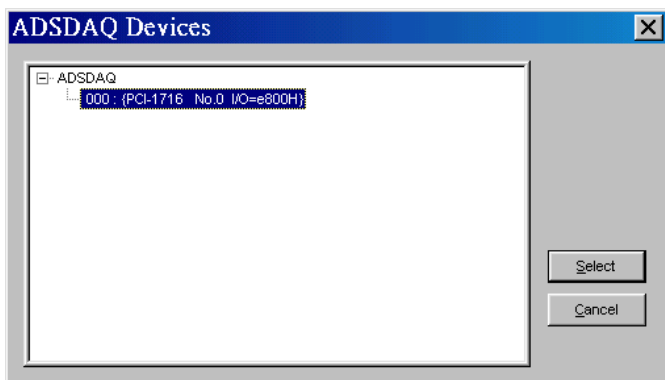 ADSDAQ Devices
ADSDAQ
000 : {PCI-1716 No.0 I/O=e800H}
Select
Cancel